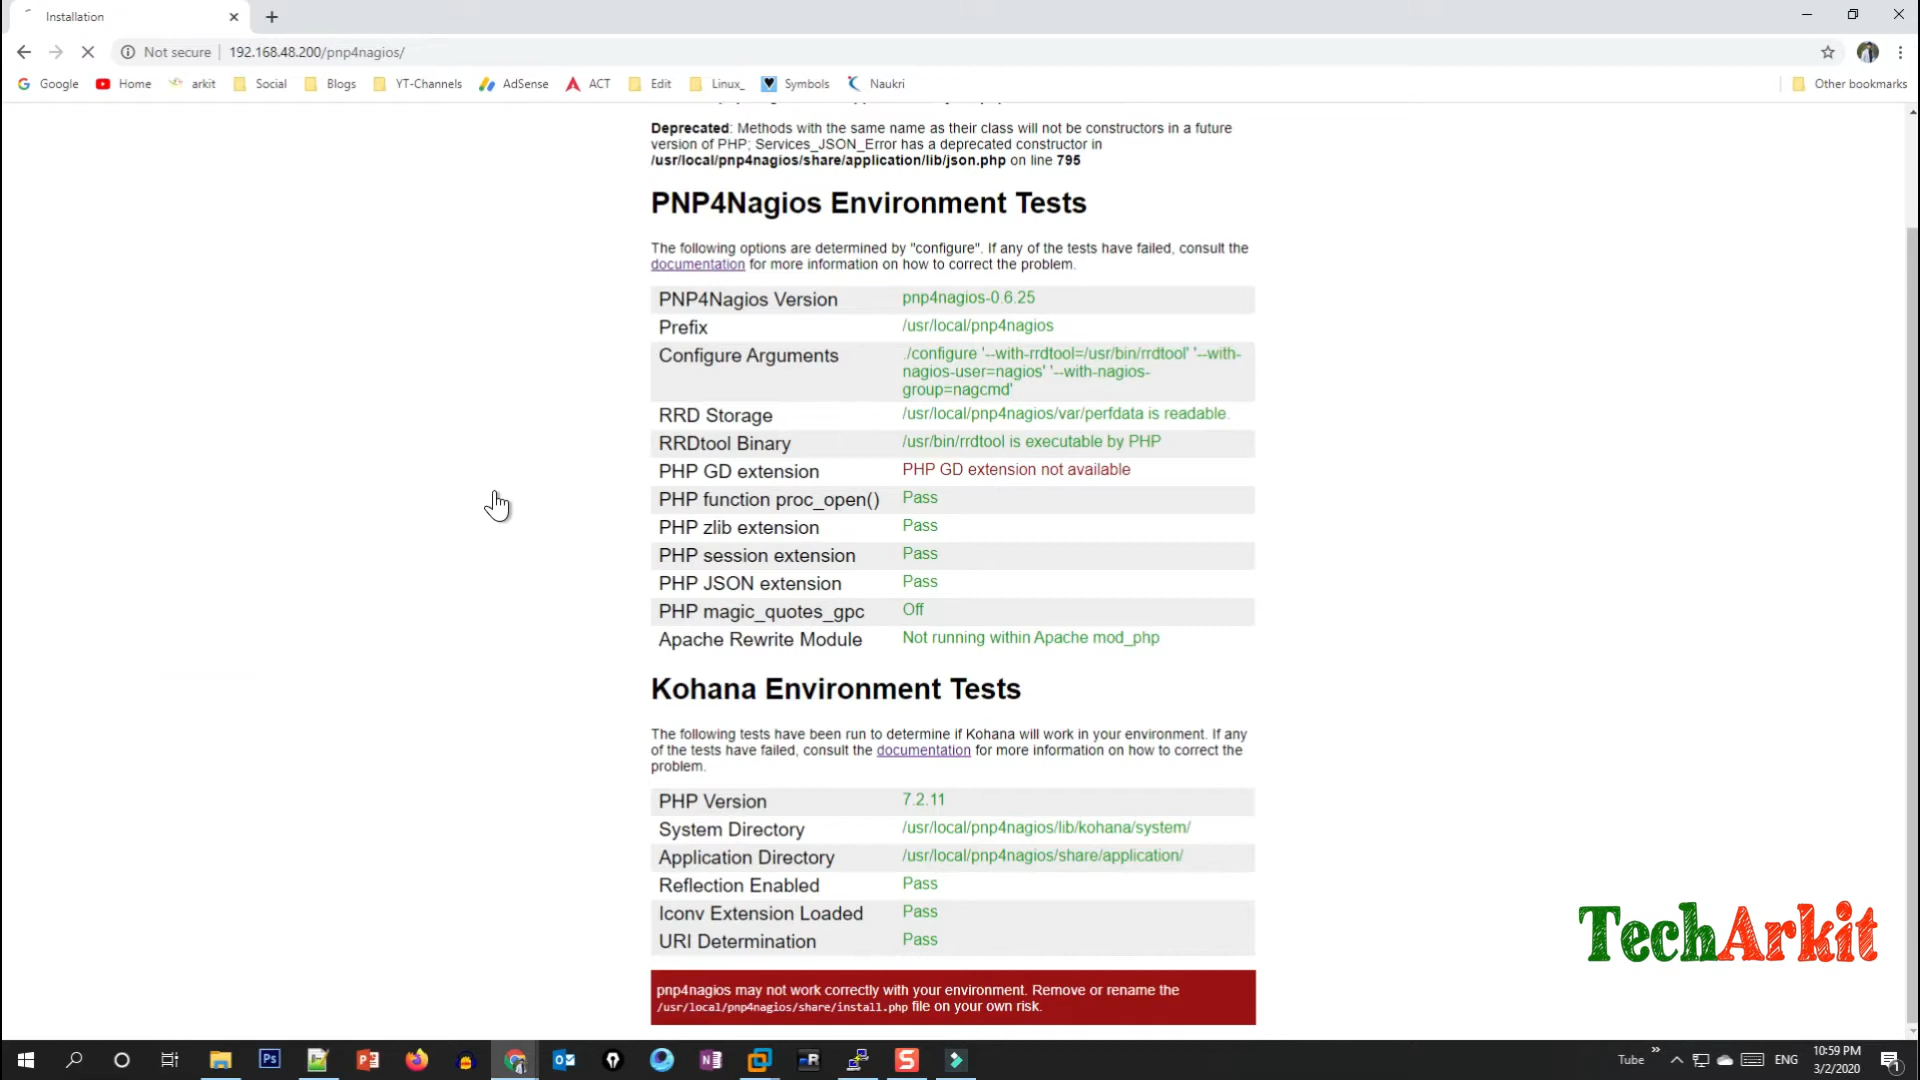 Installation
Not secure
192.168.48.200/pnp4nagios/
Google
Home
arkit
Social
Blogs
YT-Channels
AdSense
ACT
Edit
Linux_
Symbols
Naukri
Other bookmarks
Deprecated: Methods with the same name as their class will not be constructors in a future
version of PHP; Services_JSON_Error has a deprecated constructor in
/usr/local/pnp4nagios/share/application/lib/json.php on line 795
PNP4Nagios Environment Tests
The following options are determined by "configure". If any of the tests have failed, consult the
documentation for more information on how to correct the problem.
PNP4Nagios Version pnp4nagios-0.6.25
Prefix /usr/local/pnp4nagios
Configure Arguments ./configure '--with-rrdtool=/usr/bin/rrdtool' '--with-
nagios-user=nagios' '--with-nagios-
group=nagcmd'
RRD Storage /usr/local/pnp4nagios/var/perfdata is readable.
RRDtool Binary /usr/bin/rrdtool is executable by PHP
PHP GD extension PHP GD extension not available
PHP function proc_open() Pass
PHP zlib extension Pass
PHP session extension Pass
PHP JSON extension Pass
PHP magic_quotes_gpc Off
Apache Rewrite Module Not running within Apache mod_php
Kohana Environment Tests
The following tests have been run to determine if Kohana will work in your environment. If any
of the tests have failed, consult the documentation for more information on how to correct the
problem.
PHP Version 7.2.11
System Directory /usr/local/pnp4nagios/lib/kohana/system/
Application Directory /usr/local/pnp4nagios/share/application/
Reflection Enabled Pass
Iconv Extension Loaded Pass
URI Determination Pass
pnp4nagios may not work correctly with your environment. Remove or rename the
/usr/local/pnp4nagios/share/install.php file on your own risk.
TechArkit
Tube
ENG
10:59 PM
3/2/2020